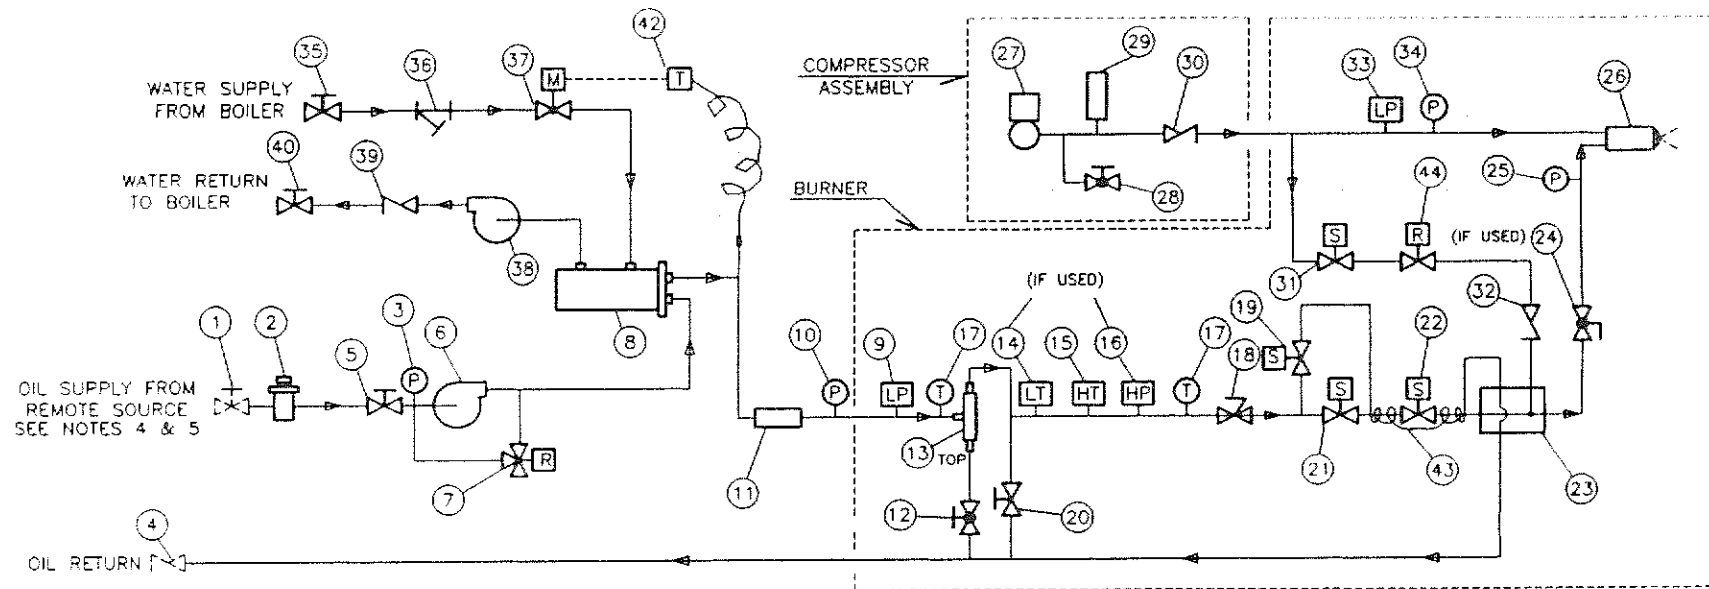 42
35
36
37
M
T
WATER SUPPLY
FROM BOILER
COMPRESSOR
ASSEMBLY
27
29
30
33
34
26
LP
P
40
39
WATER RETURN
TO BOILER
38
BURNER
28
25
P
44
S
R
(IF USED)
24
31
32
1
2
3
5
6
8
(IF USED)
10
9
17
14
15
16
17
18
19
22
P
OIL SUPPLY FROM
REMOTE SOURCE
SEE NOTES 4 & 5
P
LP
T
LT
HT
HP
T
S
S
S
7
R
11
13
TOP
21
43
23
12
20
4
OIL RETURN